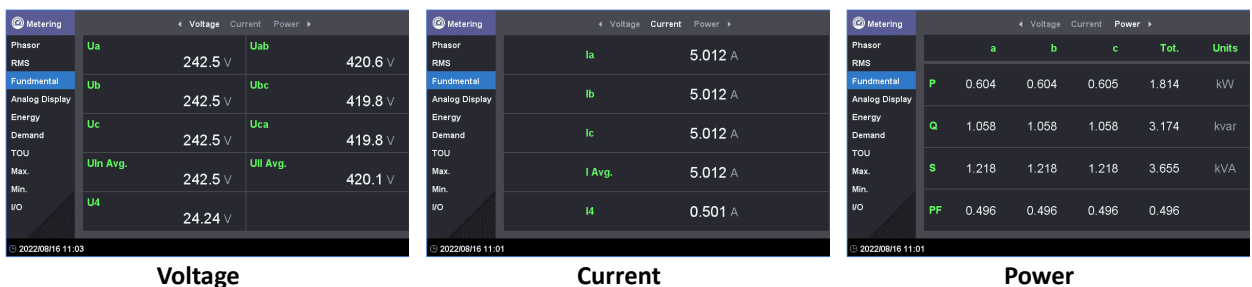 Metering
Voltage Current Power
Phasor
RMS
Fundmental
Analog Display
Energy
Demand
TOU
Max.
Min.
I/O
Ua 242.5 V Uab 420.6 V
Ub 242.5 V Ubc 419.8 V
Uc 242.5 V Uca 419.8 V
Uln Avg. 242.5 V Ull Avg. 420.1 V
U4 24.24 V
2022/08/16 11:03
Voltage
Metering
Voltage Current Power
Phasor
RMS
Fundmental
Analog Display
Energy
Demand
TOU
Max.
Min.
I/O
Ia 5.012 A
Ib 5.012 A
Ic 5.012 A
I Avg. 5.012 A
I4 0.501 A
2022/08/16 11:01
Current
Metering
Voltage Current Power
Phasor
RMS
Fundmental
Analog Display
Energy
Demand
TOU
Max.
Min.
I/O
a b c Tot. Units
P 0.604 0.604 0.605 1.814 kW
Q 1.058 1.058 1.058 3.174 kvar
S 1.218 1.218 1.218 3.655 kVA
PF 0.496 0.496 0.496 0.496
2022/08/16 11:01
Power